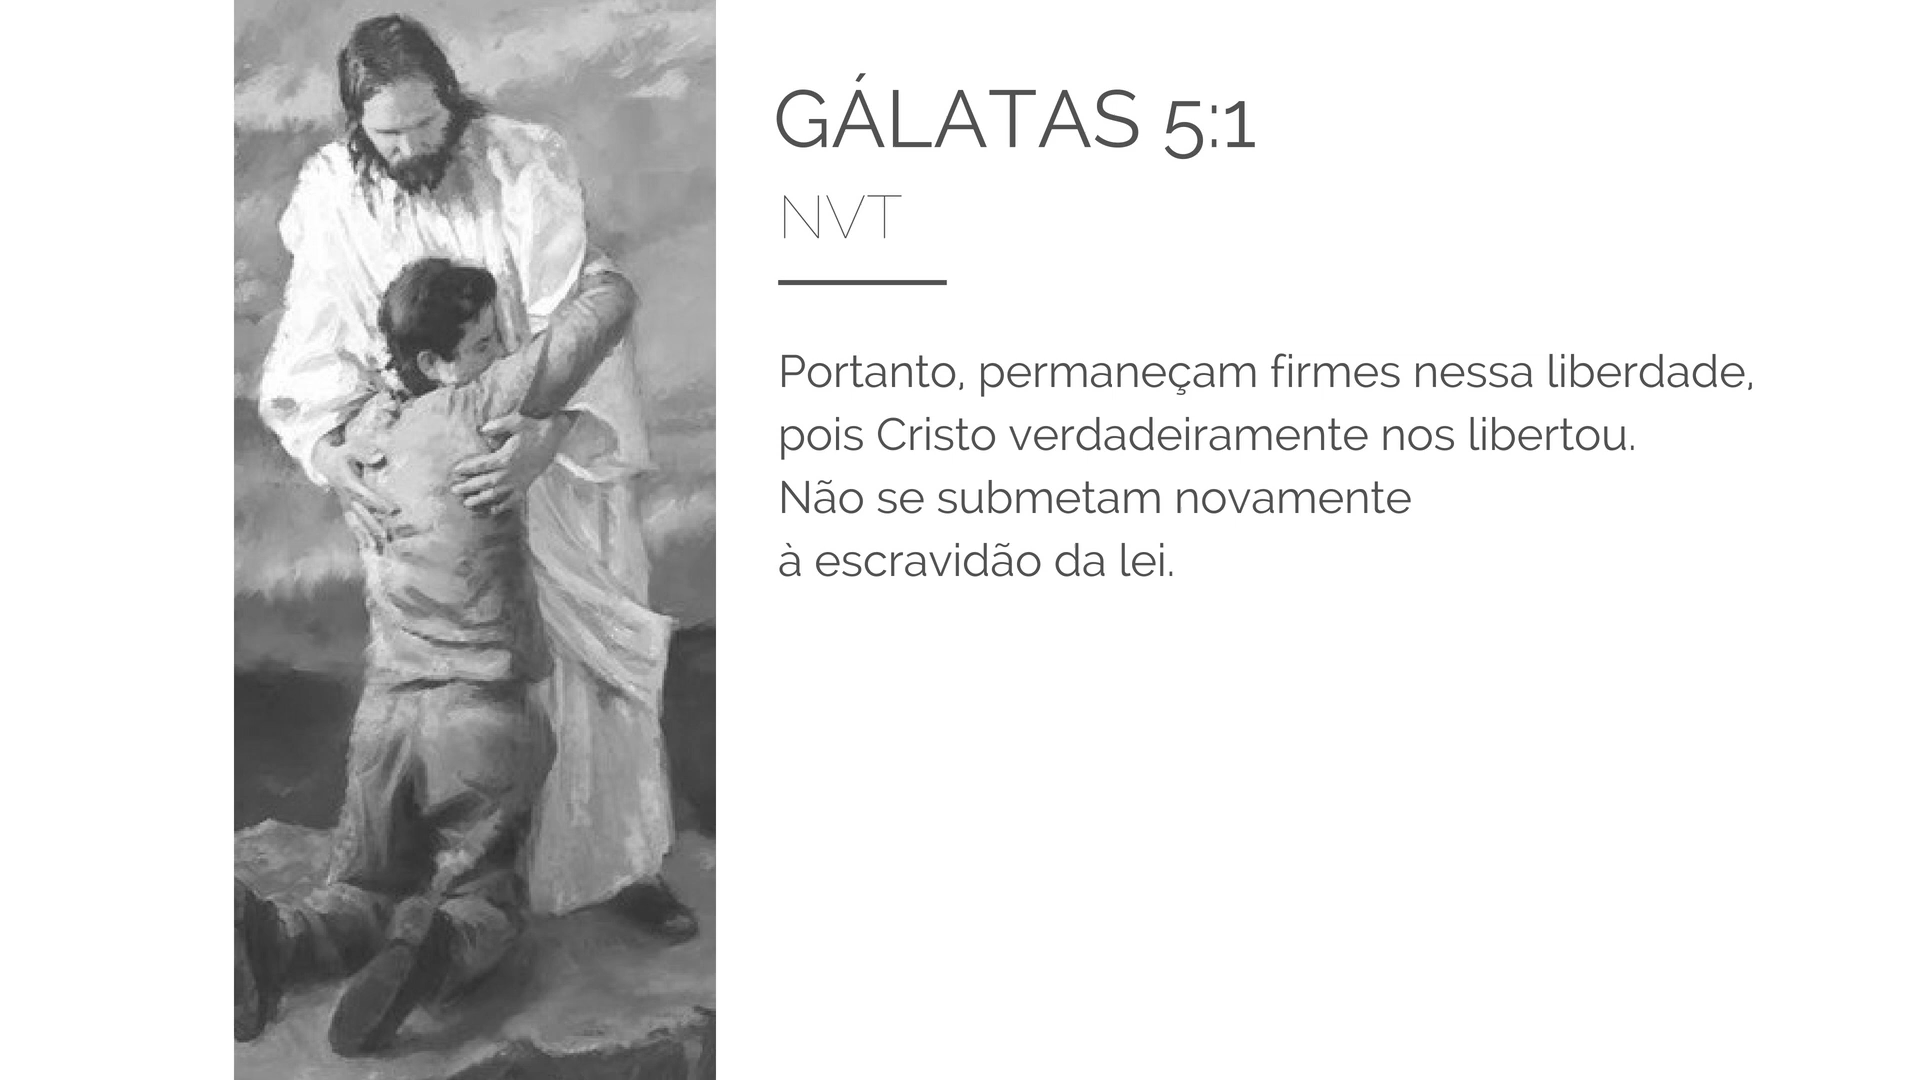 GÁLATAS 5:1
NVT
Portanto, permaneçam firmes nessa liberdade,
pois Cristo verdadeiramente nos libertou.
Não se submetam novamente
à escravidão da lei.